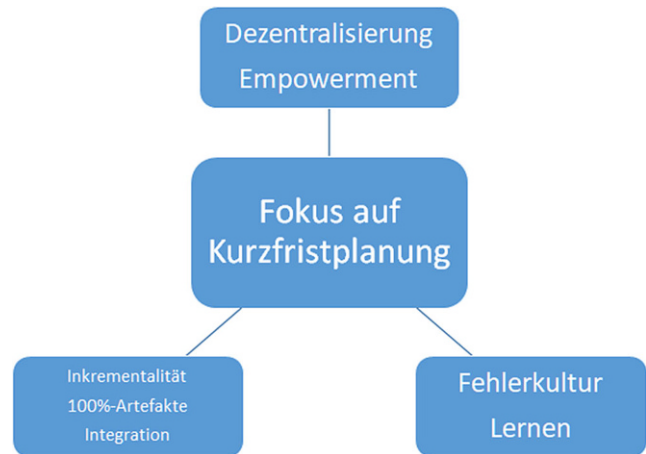 Dezentralisierung
Empowerment
Fokus auf
Kurzfristplanung
Inkrementalität
100%-Artefakte
Integration
Fehlerkultur
Lernen